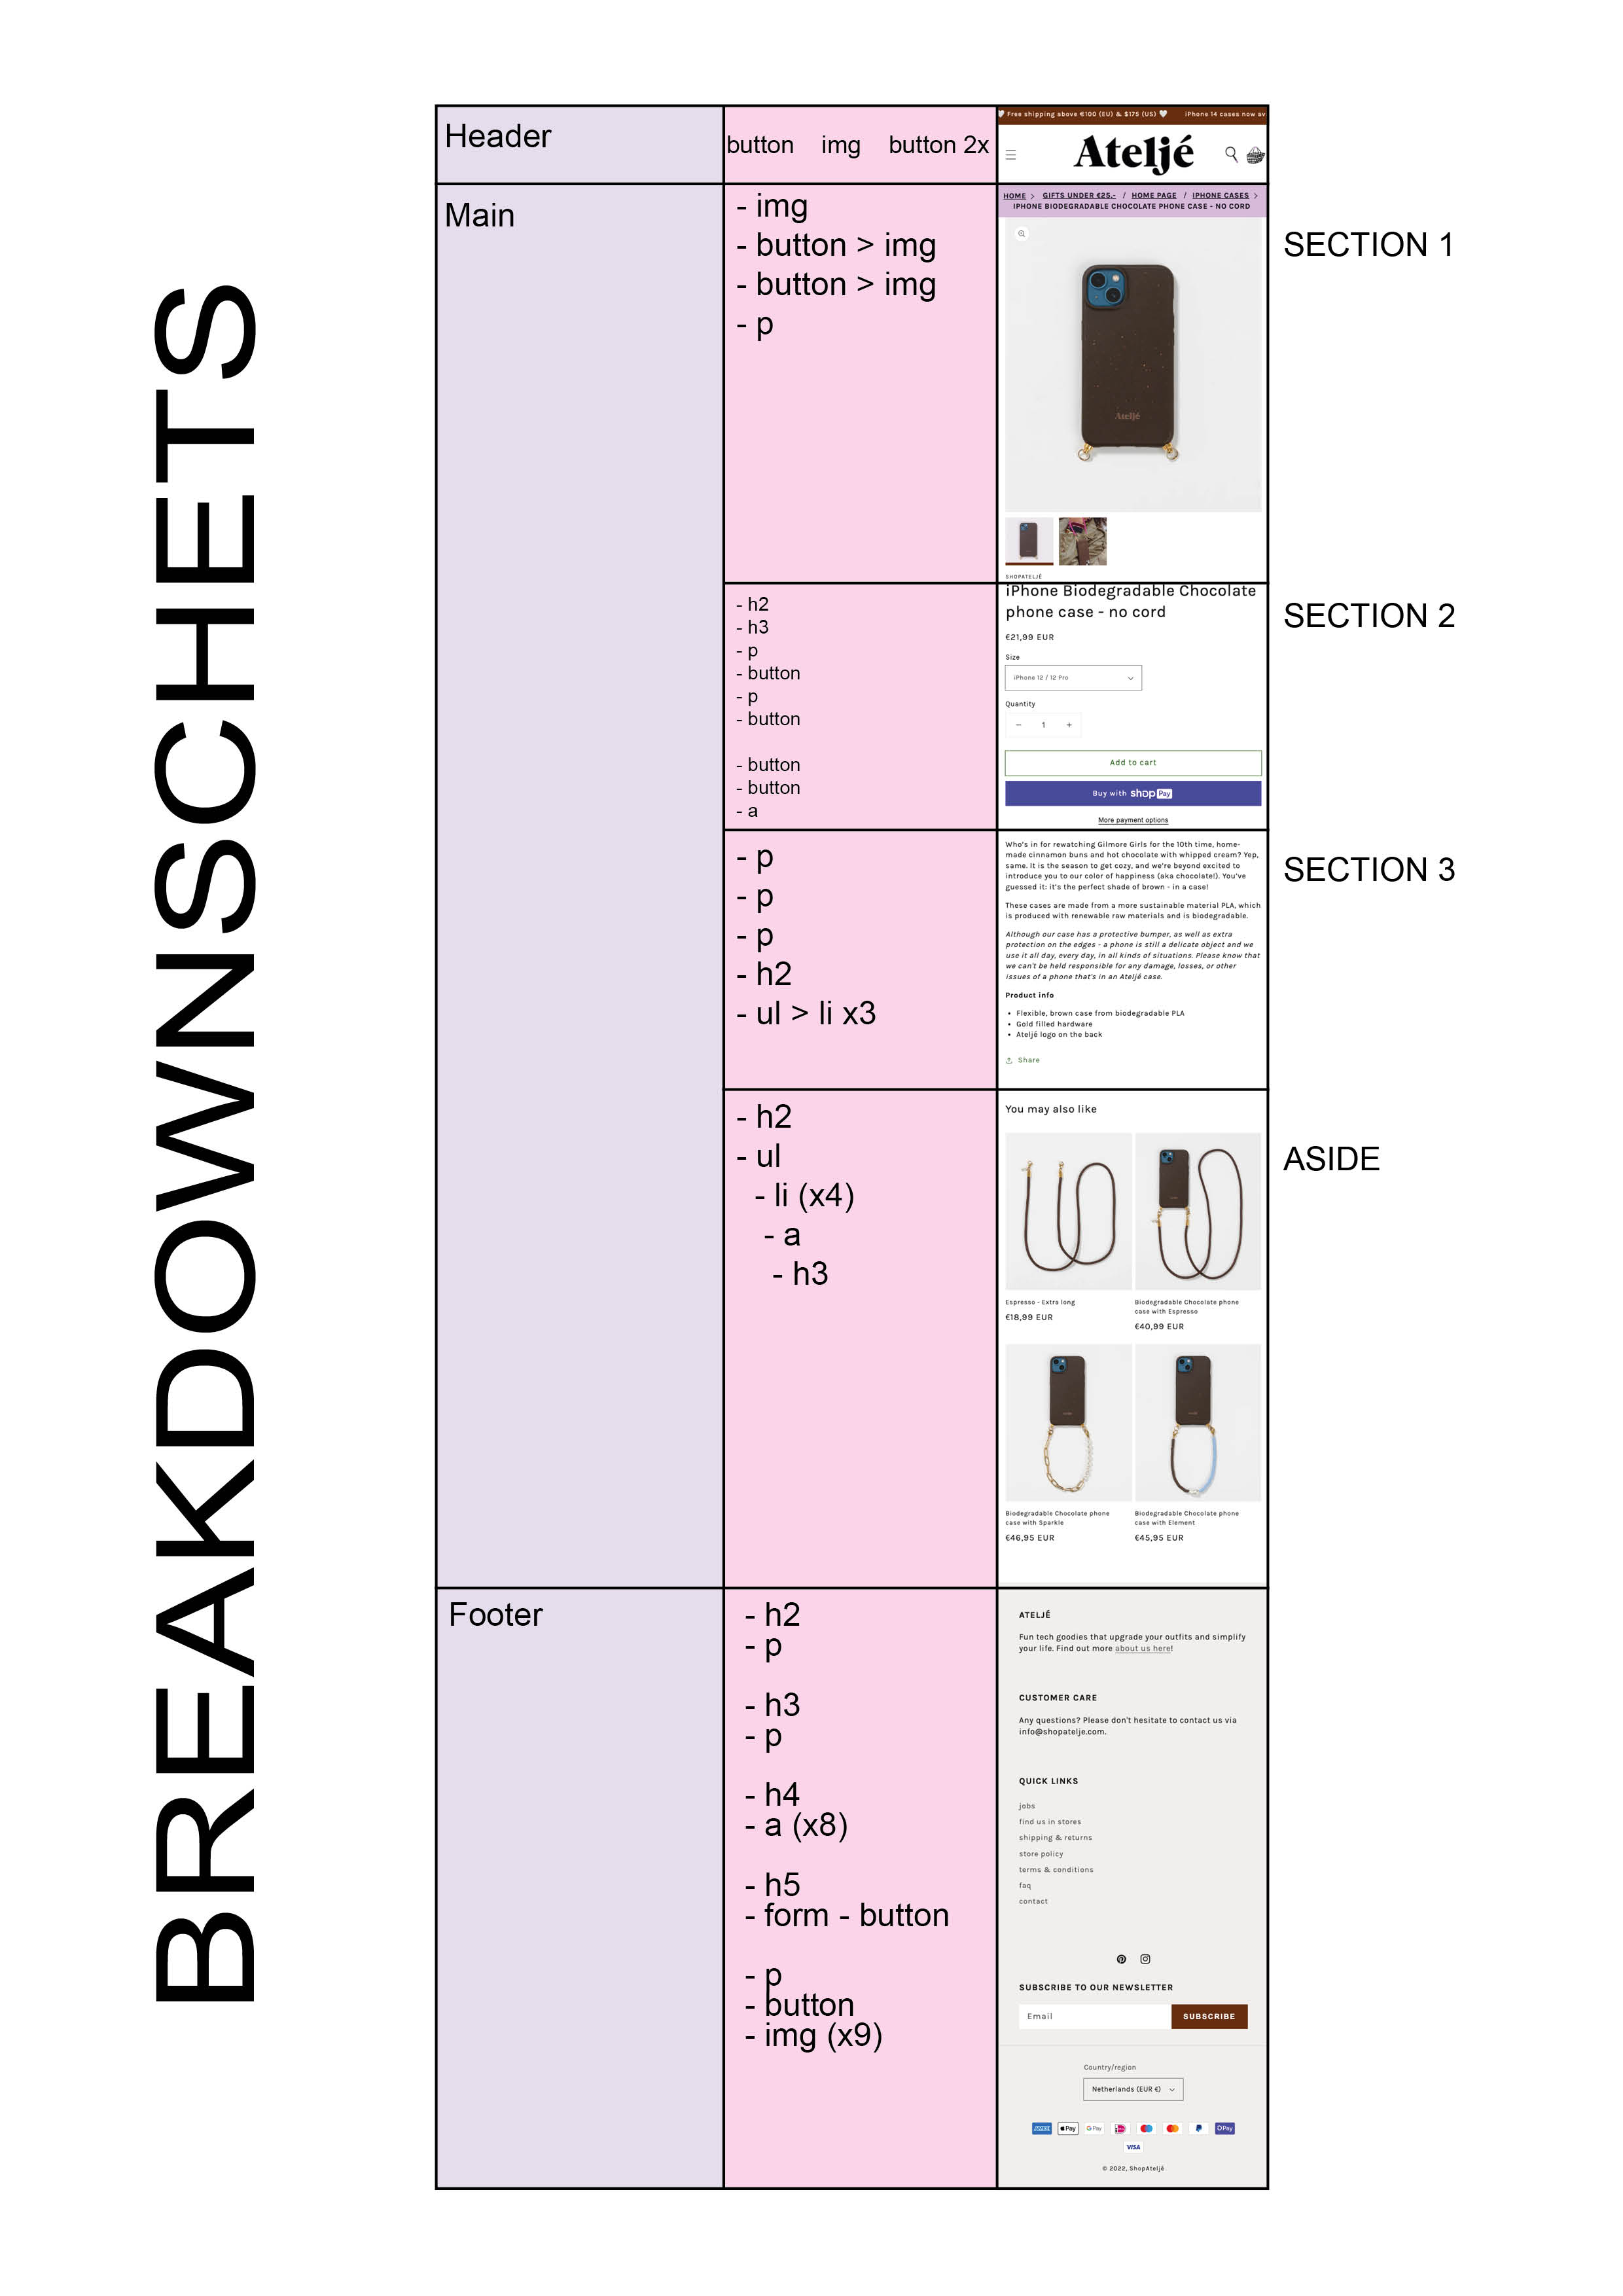 BREAKDOWNSCHETS
Header
button img button 2x
🤍 Free shipping above €100 (EU) & $175 (US) 🤍 iPhone 14 cases now av
Ateljé
Main
- img
- button > img
- button > img
- p
HOME > GIFTS UNDER €25,- / HOME PAGE / IPHONE CASES >
IPHONE BIODEGRADABLE CHOCOLATE PHONE CASE - NO CORD
Ateljé
SHOPATELJÉ
SECTION 1
- h2
- h3
- p
- button
- p
- button
- button
- button
- a
iPhone Biodegradable Chocolate
phone case - no cord
€21,99 EUR
Size
iPhone 12 / 12 Pro
Quantity
− 1 +
Add to cart
Buy with shop Pay
More payment options
SECTION 2
- p
- p
- p
- h2
- ul > li x3
Who's in for rewatching Gilmore Girls for the 10th time, home-
made cinnamon buns and hot chocolate with whipped cream? Yep,
same. It is the season to get cozy, and we're beyond excited to
introduce you to our color of happiness (aka chocolate!). You've
guessed it: it's the perfect shade of brown - in a case!
These cases are made from a more sustainable material PLA, which
is produced with renewable raw materials and is biodegradable.
Although our case has a protective bumper, as well as extra
protection on the edges - a phone is still a delicate object and we
use it all day, every day, in all kinds of situations. Please know that
we can't be held responsible for any damage, losses, or other
issues of a phone that's in an Ateljé case.
Product info
• Flexible, brown case from biodegradable PLA
• Gold filled hardware
• Ateljé logo on the back
Share
SECTION 3
- h2
- ul
- li (x4)
- a
- h3
You may also like
Espresso - Extra long
€18,99 EUR
Biodegradable Chocolate phone
case with Espresso
€40,99 EUR
Biodegradable Chocolate phone
case with Sparkle
€46,95 EUR
Biodegradable Chocolate phone
case with Element
€45,95 EUR
ASIDE
Footer
- h2
- p
- h3
- p
- h4
- a (x8)
- h5
- form - button
- p
- button
- img (x9)
ATELJÉ
Fun tech goodies that upgrade your outfits and simplify
your life. Find out more about us here!
CUSTOMER CARE
Any questions? Please don't hesitate to contact us via
info@shopatelje.com.
QUICK LINKS
jobs
find us in stores
shipping & returns
store policy
terms & conditions
faq
contact
SUBSCRIBE TO OUR NEWSLETTER
Email SUBSCRIBE
Country/region
Netherlands (EUR €)
Pay G Pay Pay
VISA
© 2022, ShopAteljé